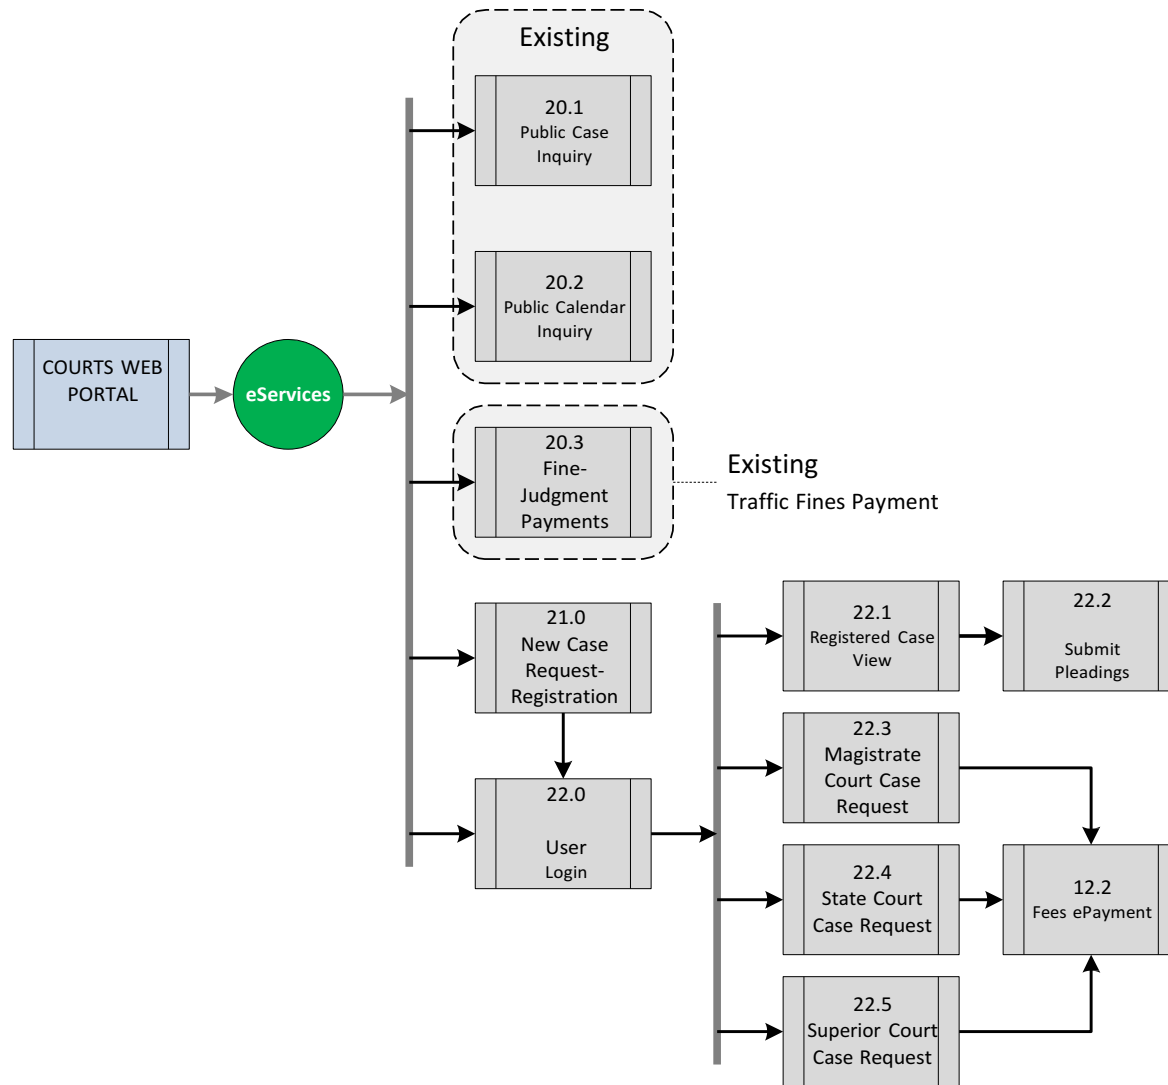 Existing
20.1
Public Case
Inquiry
20.2
Public Calendar
Inquiry
COURTS WEB
PORTAL
eServices
20.3
Fine-
Judgment
Payments
Existing
Traffic Fines Payment
21.0
New Case
Request-
Registration
22.0
User
Login
22.1
Registered Case
View
22.2
Submit
Pleadings
22.3
Magistrate
Court Case
Request
22.4
State Court
Case Request
12.2
Fees ePayment
22.5
Superior Court
Case Request